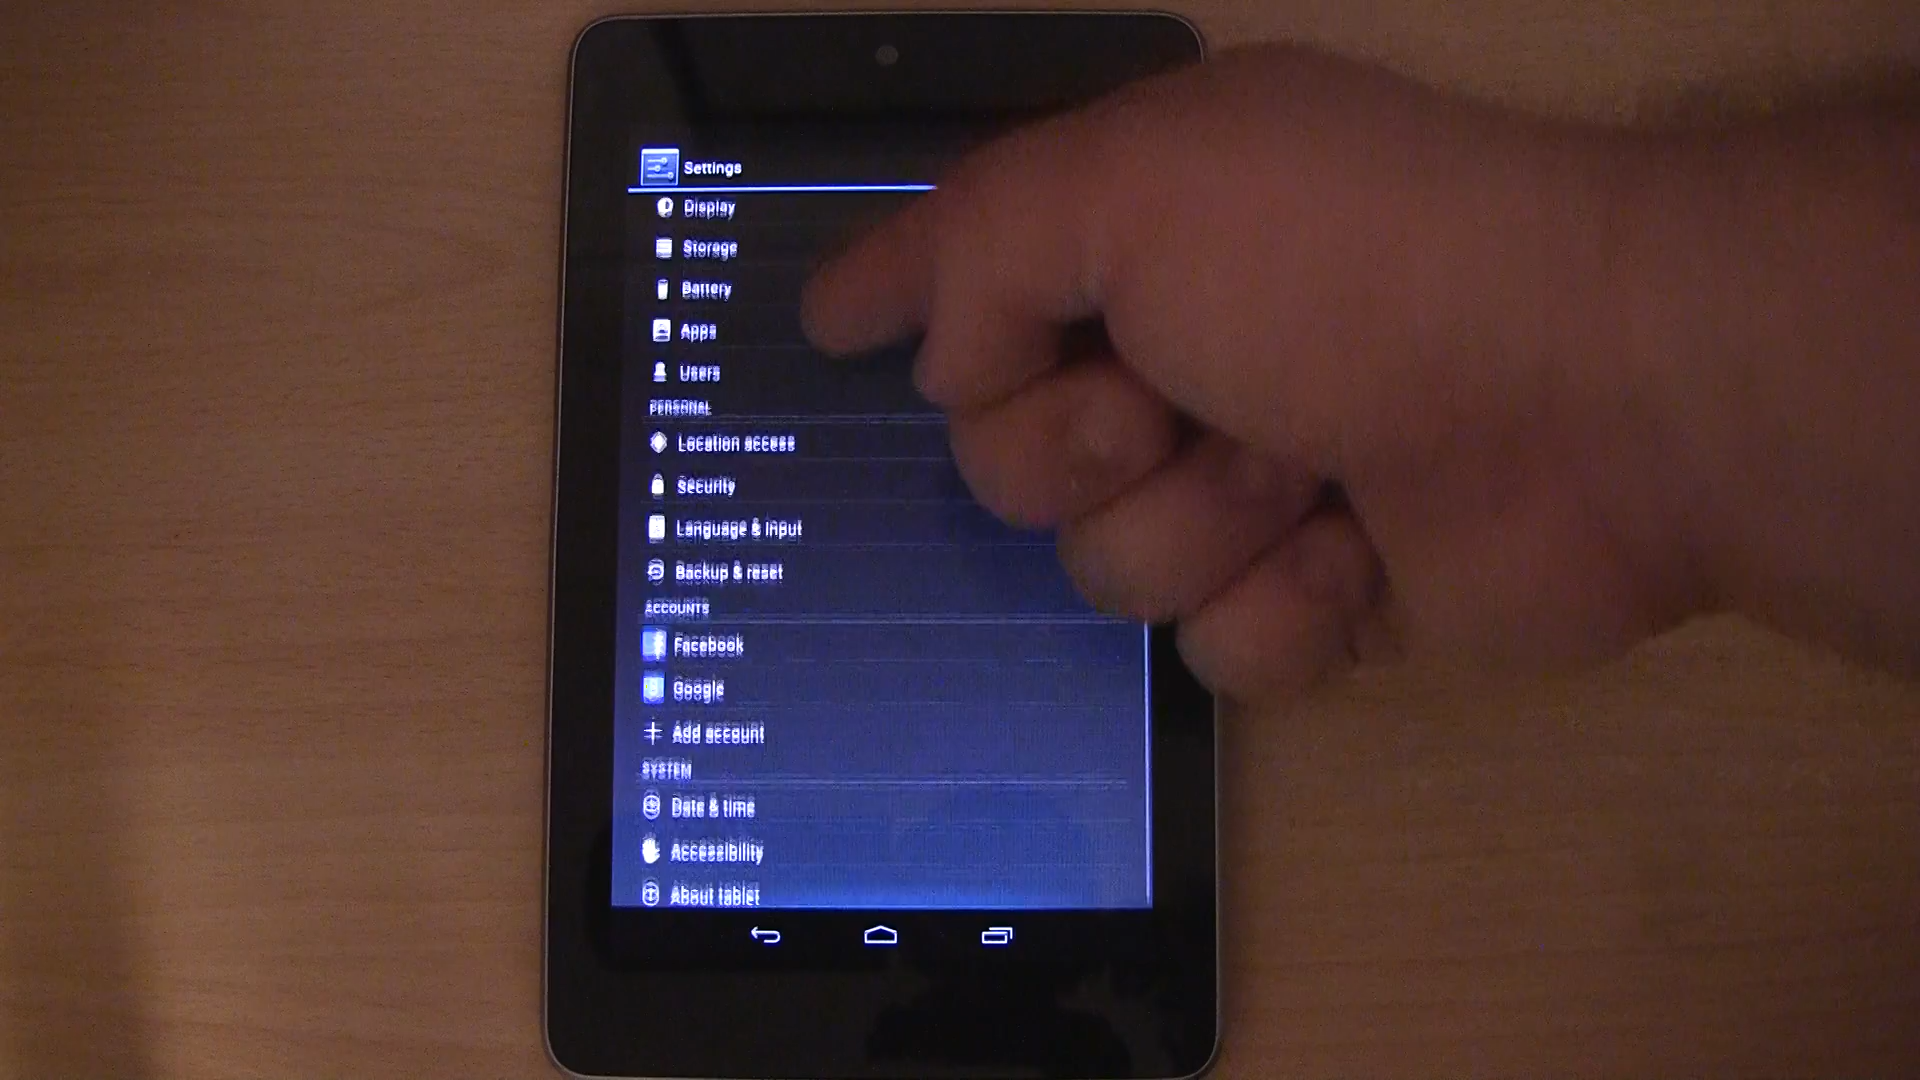 Settings
Display
Storage
Battery
Apps
Users
PERSONAL
Location access
Security
Language & input
Backup & reset
ACCOUNTS
Facebook
Google
Add account
SYSTEM
Date & time
Accessibility
About tablet